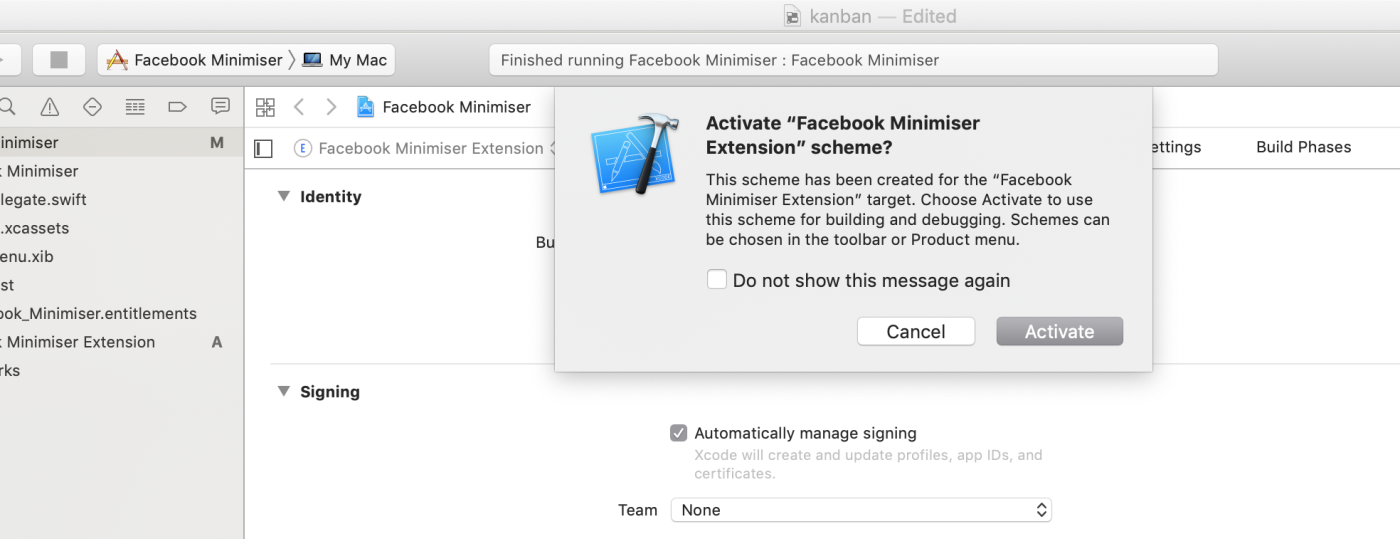 kanban — Edited
Facebook Minimiser 〉 My Mac
Finished running Facebook Minimiser : Facebook Minimiser
Facebook Minimiser
inimiser M
Facebook Minimiser Extension
ettings
Build Phases
k Minimiser
legate.swift
.xcassets
enu.xib
st
ook_Minimiser.entitlements
k Minimiser Extension A
rks
Identity
Bu
Activate “Facebook Minimiser
Extension” scheme?
This scheme has been created for the “Facebook
Minimiser Extension” target. Choose Activate to use
this scheme for building and debugging. Schemes can
be chosen in the toolbar or Product menu.
Do not show this message again
Cancel
Activate
Signing
Automatically manage signing
Xcode will create and update profiles, app IDs, and
certificates.
Team None